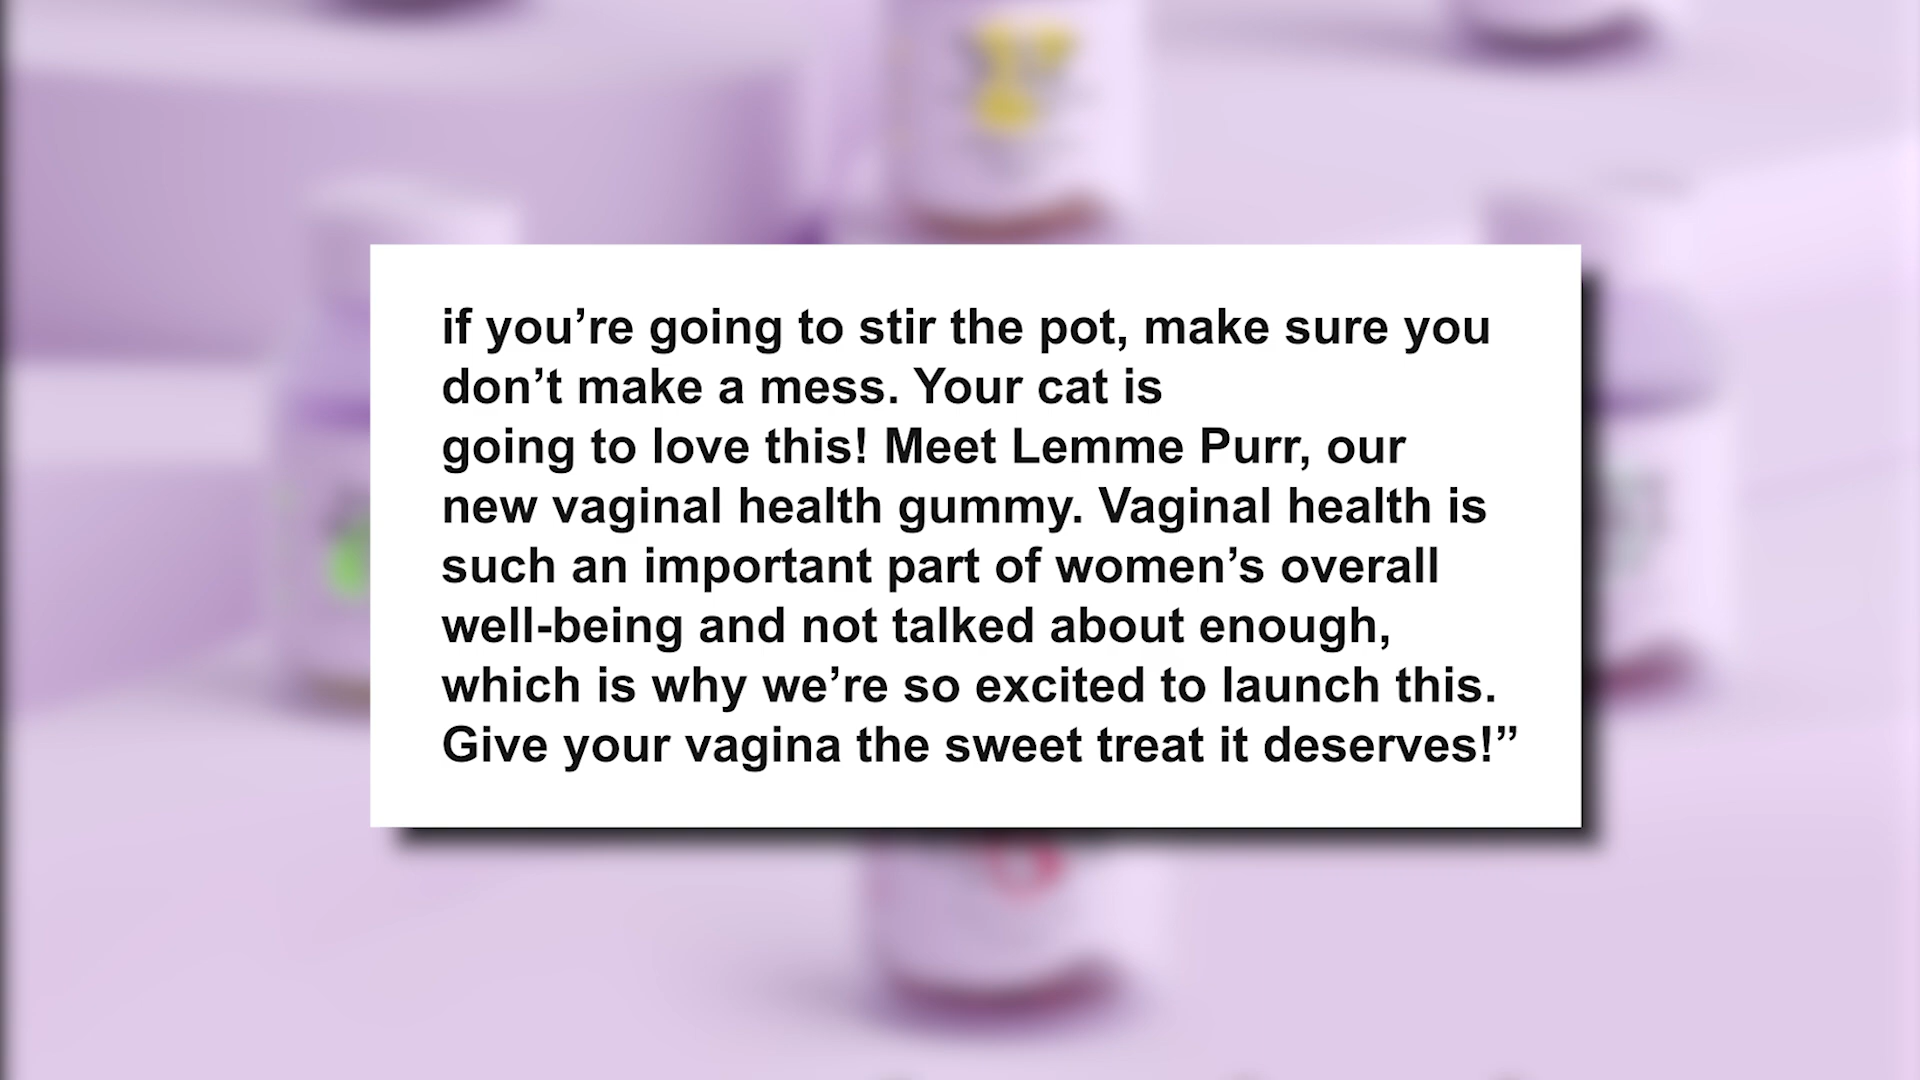 if you’re going to stir the pot, make sure you
don’t make a mess. Your cat is
going to love this! Meet Lemme Purr, our
new vaginal health gummy. Vaginal health is
such an important part of women’s overall
well-being and not talked about enough,
which is why we’re so excited to launch this.
Give your vagina the sweet treat it deserves!”